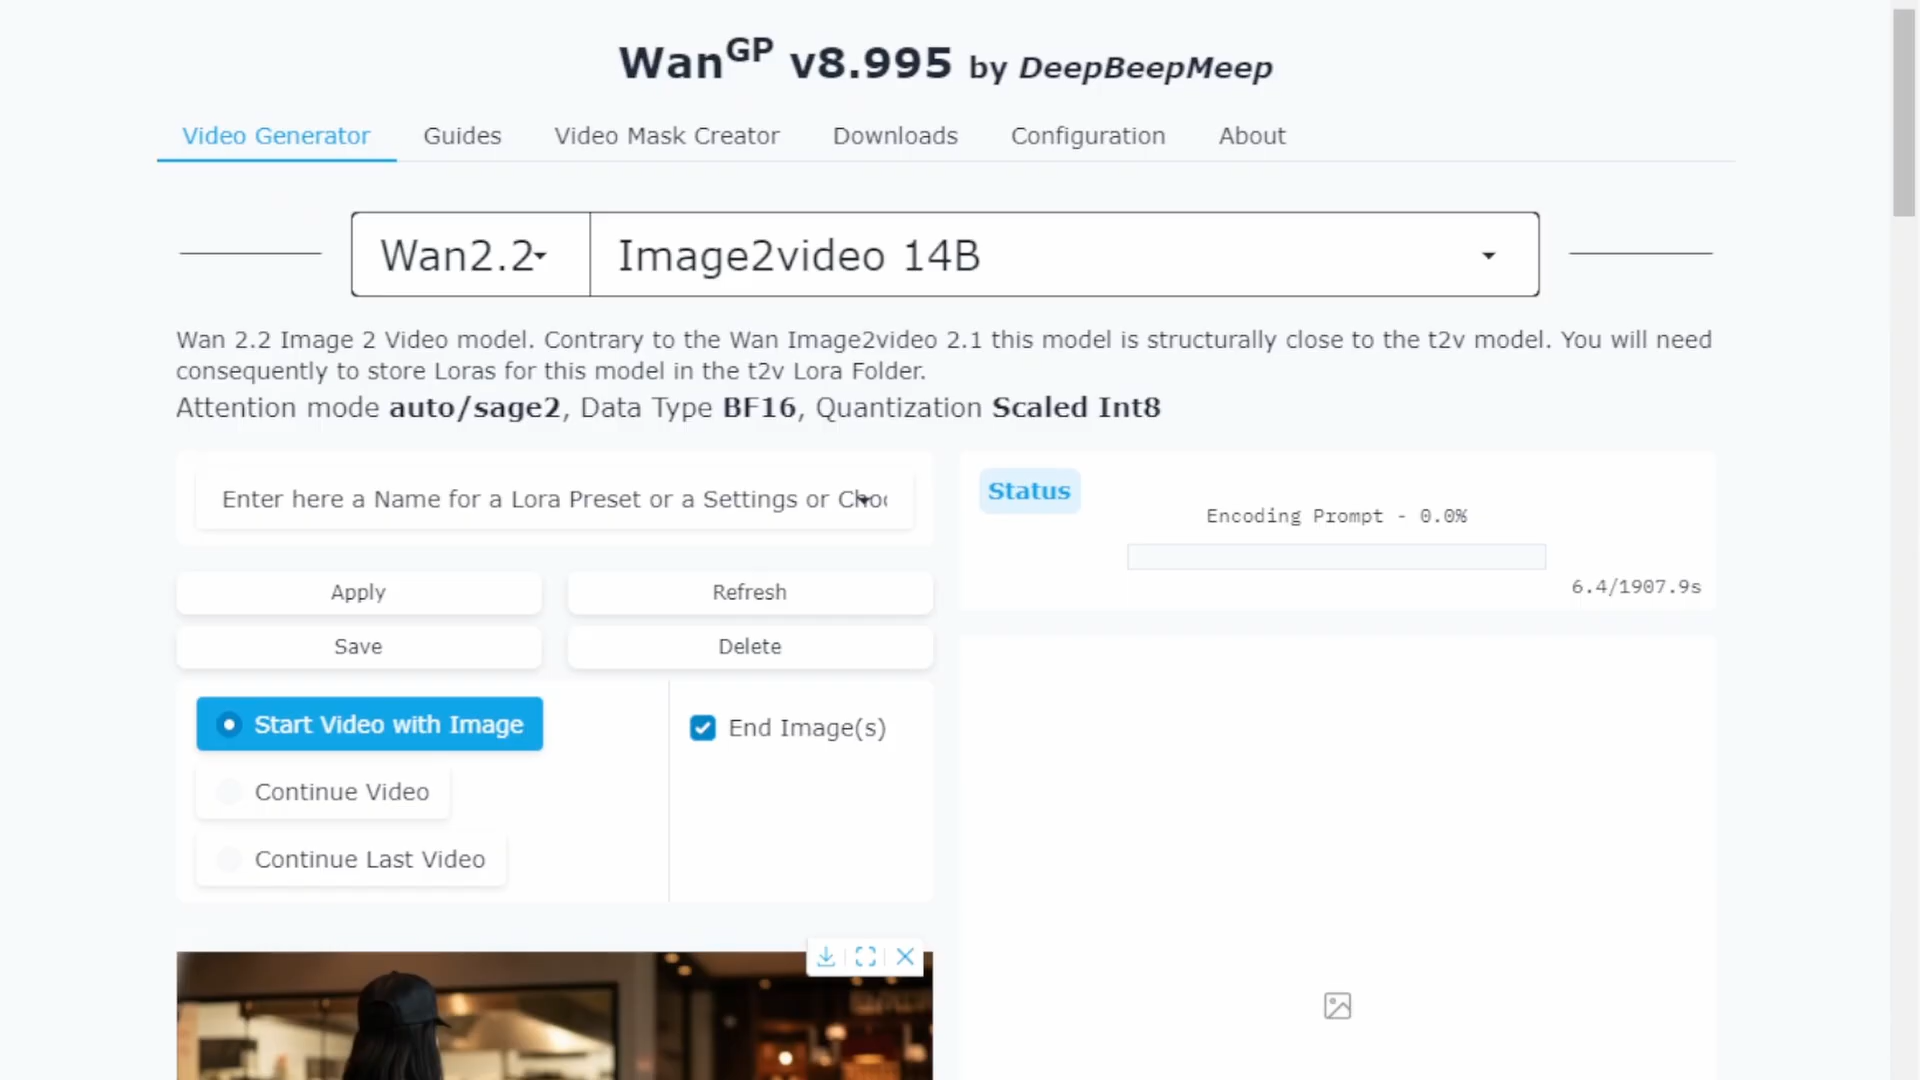 WanGP v8.995 by DeepBeepMeep
Video Generator Guides Video Mask Creator Downloads Configuration About
Wan2.2 Image2video 14B
Wan 2.2 Image 2 Video model. Contrary to the Wan Image2video 2.1 this model is structurally close to the t2v model. You will need
consequently to store Loras for this model in the t2v Lora Folder.
Attention mode auto/sage2, Data Type BF16, Quantization Scaled Int8
Enter here a Name for a Lora Preset or a Settings or
Status
Encoding Prompt - 0.0%
6.4/1907.9s
Apply Refresh
Save Delete
Start Video with Image
End Image(s)
Continue Video
Continue Last Video